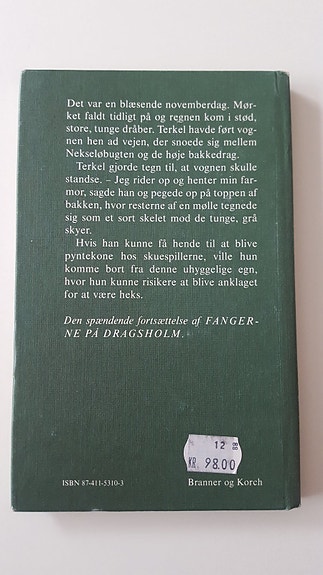 Det var en blæsende novemberdag. Mør-
ket faldt tidligt på og regnen kom i stød,
store, tunge dråber. Terkel havde ført vog-
nen hen ad vejen, der snoede sig mellem
Nekseløbugten og de høje bakkedrag.
Terkel gjorde tegn til, at vognen skulle
standse. – Jeg rider op og henter min far-
mor, sagde han og pegede op på toppen af
bakken, hvor resterne af en mølle tegnede
sig som et sort skelet mod de tunge, grå
skyer.
Hvis han kunne få hende til at blive
pyntekone hos skuespillerne, ville hun
komme bort fra denne uhyggelige egn,
hvor hun kunne risikere at blive anklaget
for at være heks.
Den spændende fortsættelse af FANGER-
NE PÅ DRAGSHOLM.
12 88
KR. 98.00
ISBN 87-411-5310-3
Branner og Korch